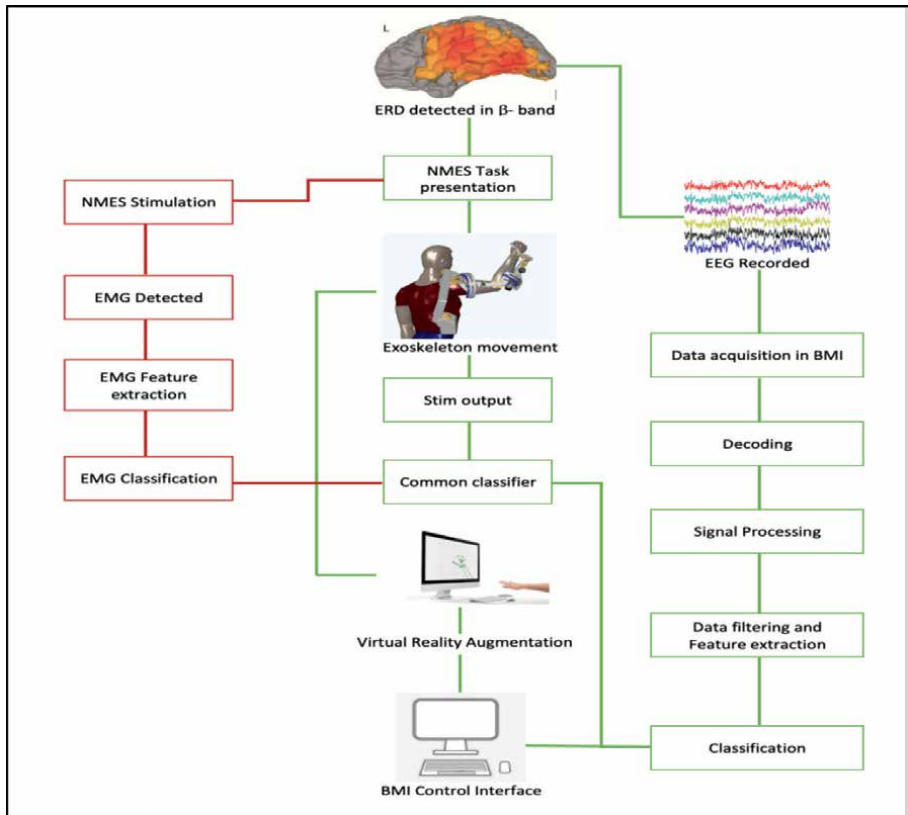 L
ERD detected in β- band
NMES Task
presentation
NMES Stimulation
EMG Detected
EMG Feature
extraction
EMG Classification
Exoskeleton movement
Stim output
Common classifier
Virtual Reality Augmentation
BMI Control Interface
EEG Recorded
Data acquisition in BMI
Decoding
Signal Processing
Data filtering and
Feature extraction
Classification